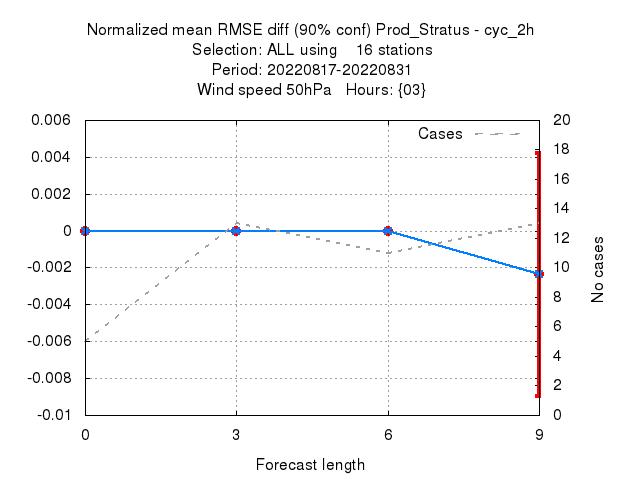 Normalized mean RMSE diff (90% conf) Prod_Stratus - cyc_2h
Selection: ALL using    16 stations
Period: 20220817-20220831
Wind speed 50hPa   Hours: {03}
Cases
0.006
0.004
0.002
0
-0.002
-0.004
-0.006
-0.008
-0.01
20
18
16
14
12
10
8
6
4
2
0
No cases
0 3 6 9
Forecast length